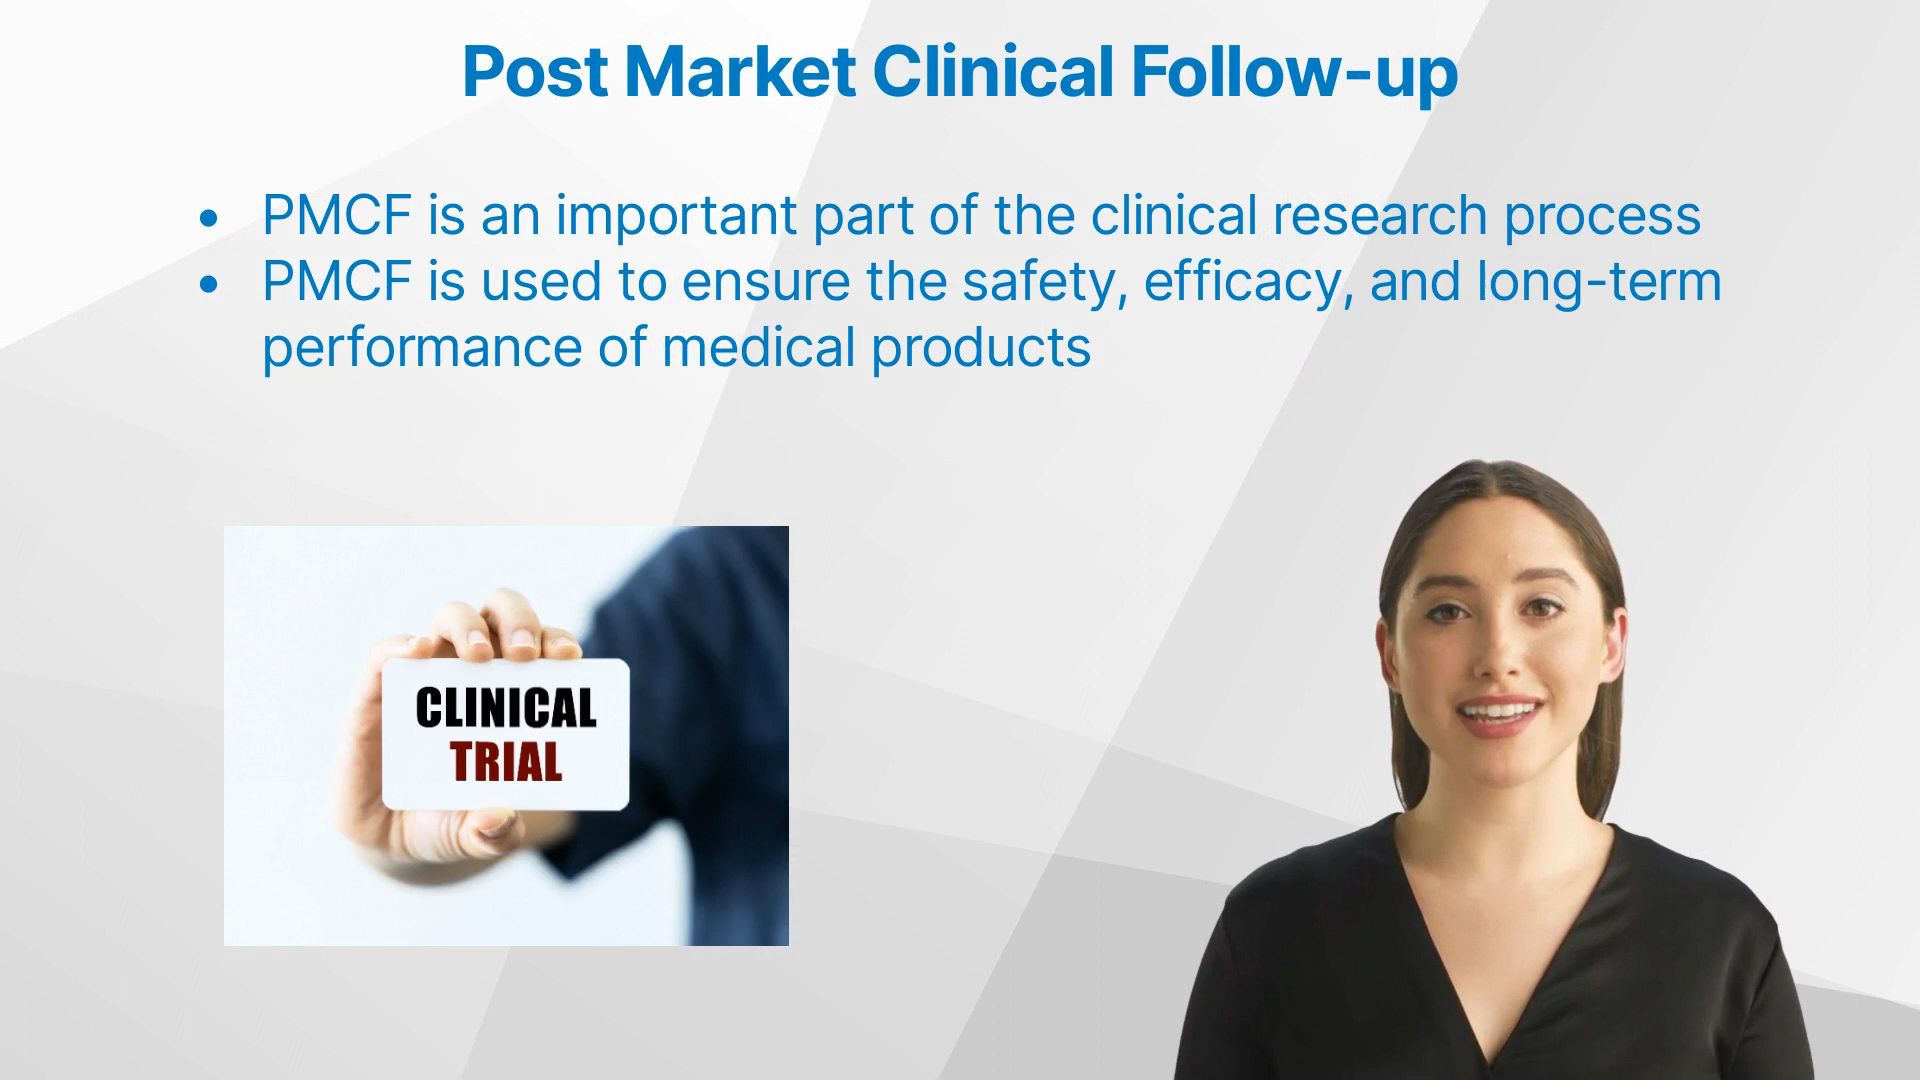 Post Market Clinical Follow-up
• PMCF is an important part of the clinical research process
• PMCF is used to ensure the safety, efficacy, and long-term
performance of medical products
CLINICAL
TRIAL